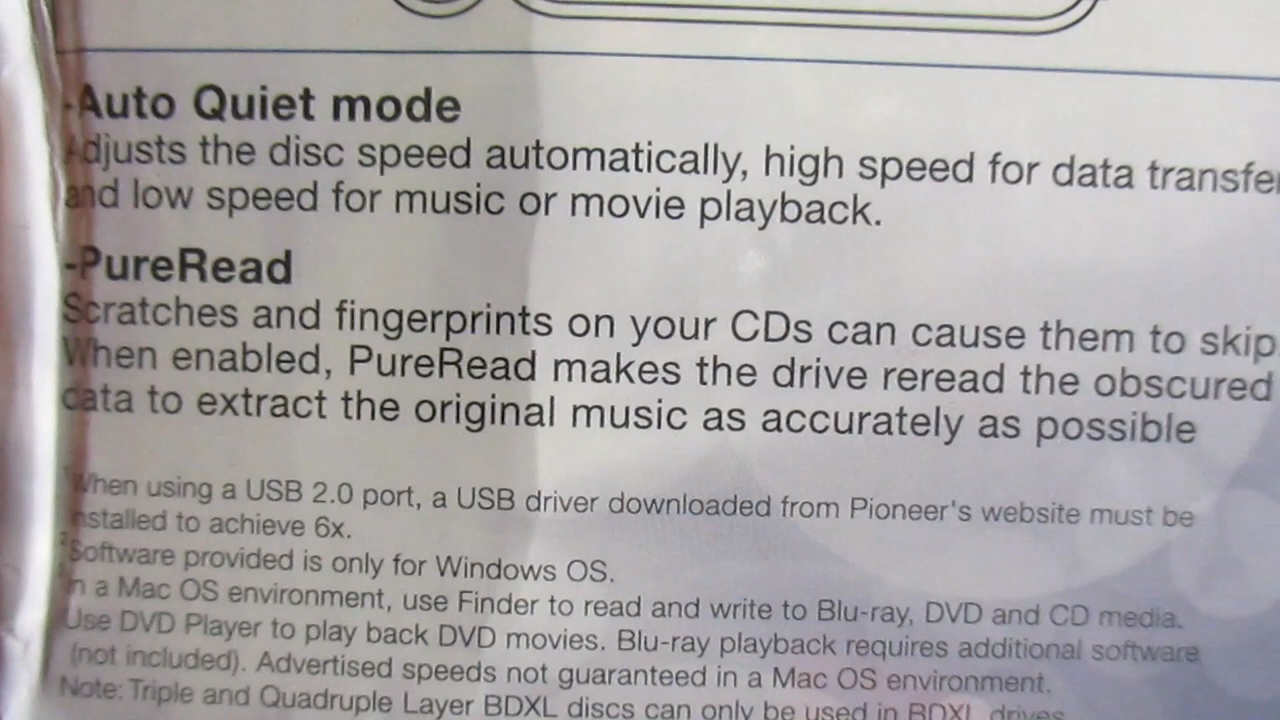 -Auto Quiet mode
Adjusts the disc speed automatically, high speed for data transfer
and low speed for music or movie playback.
-PureRead
Scratches and fingerprints on your CDs can cause them to skip
When enabled, PureRead makes the drive reread the obscured
data to extract the original music as accurately as possible
When using a USB 2.0 port, a USB driver downloaded from Pioneer's website must be
installed to achieve 6x.
2 Software provided is only for Windows OS.
In a Mac OS environment, use Finder to read and write to Blu-ray, DVD and CD media.
Use DVD Player to play back DVD movies. Blu-ray playback requires additional software
(not included). Advertised speeds not guaranteed in a Mac OS environment.
Note: Triple and Quadruple Layer BDXL discs can only be used in BDXL drives